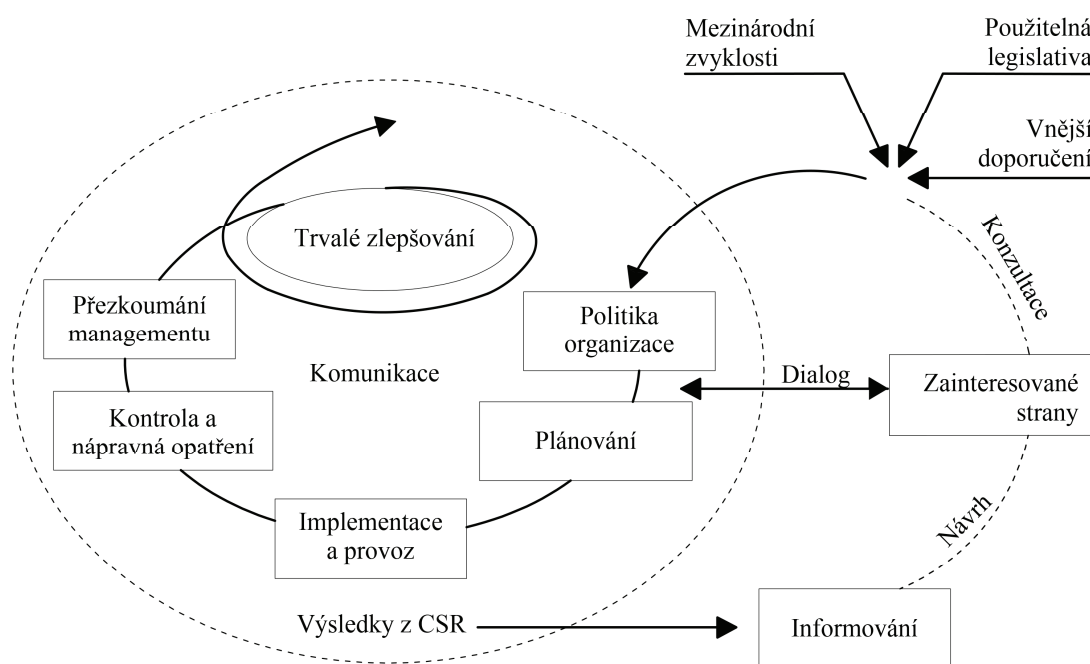 Mezinárodní
zvyklosti
Použitelná
legislativa
Vnější
doporučení
Trvalé zlepšování
Konzultace
Přezkoumání
managementu
Politika
organizace
Komunikace
Dialog
Zainteresované
strany
Kontrola a
nápravná opatření
Plánování
Implementace
a provoz
Návrh
Výsledky z CSR
Informování